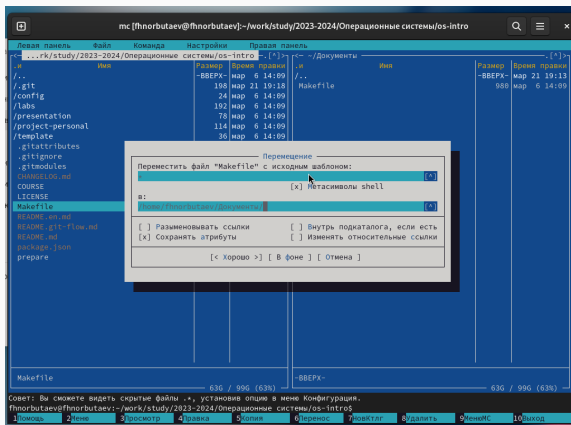 mc [fhnorbutaev@fhnorbutaev]:~/work/study/2023-2024/Операционные системы/os-intro
Левая панель Файл Команда Настройки Правая панель
<— ...rk/study/2023-2024/Операционные системы/os-intro —.[^]>
.и Имя Размер Время правки
/.. -ВВЕРХ- мар 6 14:09
/.git 198 мар 21 19:18
/config 24 мар 6 14:09
/labs 192 мар 6 14:09
/presentation 78 мар 6 14:09
/project-personal 114 мар 6 14:09
/template 36 мар 6 14:09
.gitattributes
.gitignore
.gitmodules
CHANGELOG.md
COURSE
LICENSE
Makefile
README.en.md
README.git-flow.md
README.md
package.json
prepare
Makefile
63G / 99G (63%)
<— ~/Документы —.[^]>
.и Имя Размер Время правки
/.. -ВВЕРХ- мар 21 19:13
Makefile 980 мар 6 14:09
-ВВЕРХ-
63G / 99G (63%)
Перемещение
Переместить файл "Makefile" с исходным шаблоном:
[^]
[x] Метасимволы shell
в:
/home/fhnorbutaev/Документы/ [^]
[ ] Разыменовывать ссылки [ ] Внутрь подкаталога, если есть
[x] Сохранять атрибуты [ ] Изменять относительные ссылки
[< Хорошо >] [ В фоне ] [ Отмена ]
Совет: Вы сможете видеть скрытые файлы .*, установив опцию в меню Конфигурация.
fhnorbutaev@fhnorbutaev:~/work/study/2023-2024/Операционные системы/os-intro$
1Помощь 2Меню 3Просмотр 4Правка 5Копия 6Перенос 7НовКтлг 8Удалить 9МенюMC 10Выход